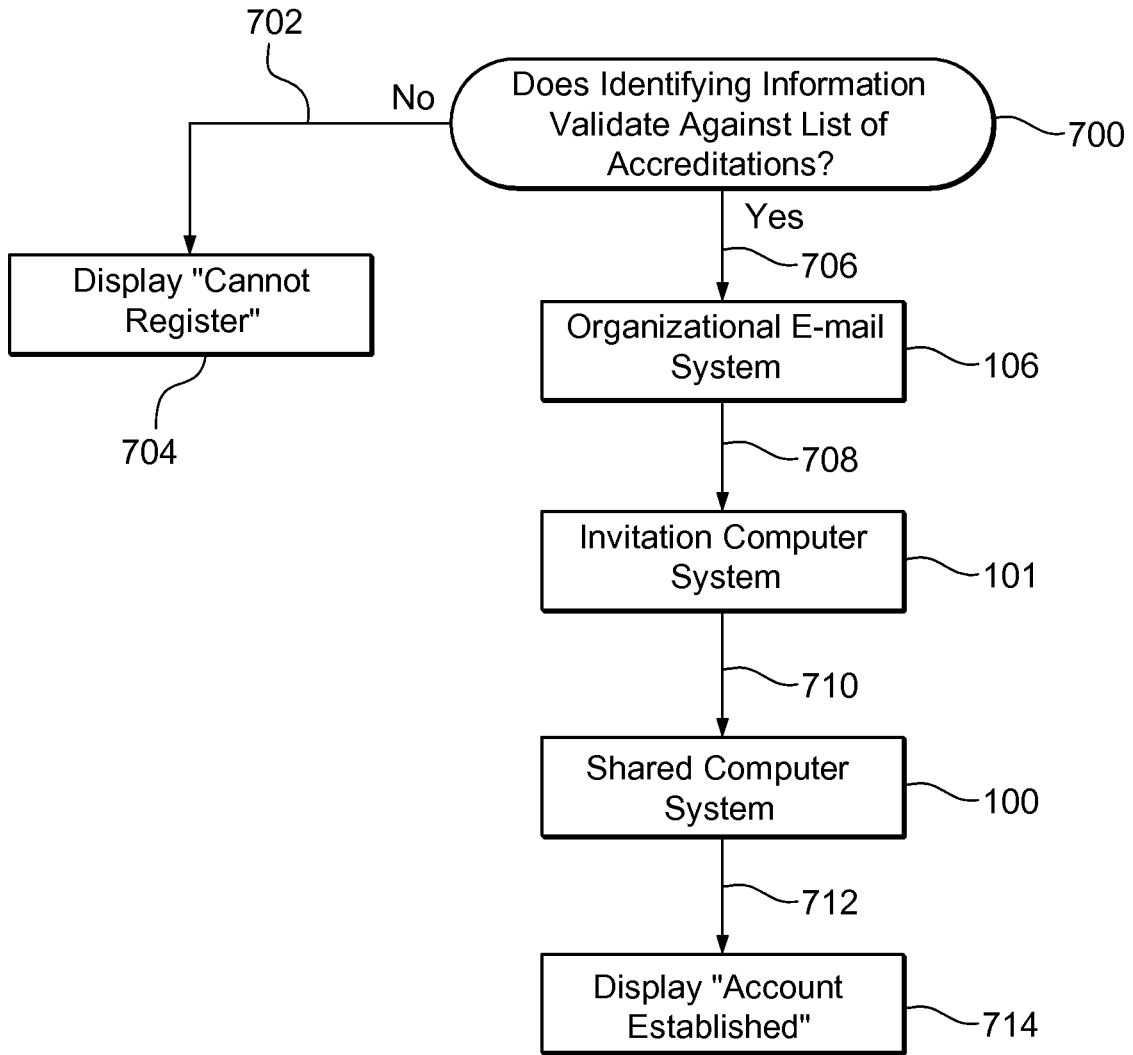 702
No
Does Identifying Information
Validate Against List of
Accreditations?
700
Yes
706
Display "Cannot
Register"
704
Organizational E-mail
System
106
708
Invitation Computer
System
101
710
Shared Computer
System
100
712
Display "Account
Established"
714